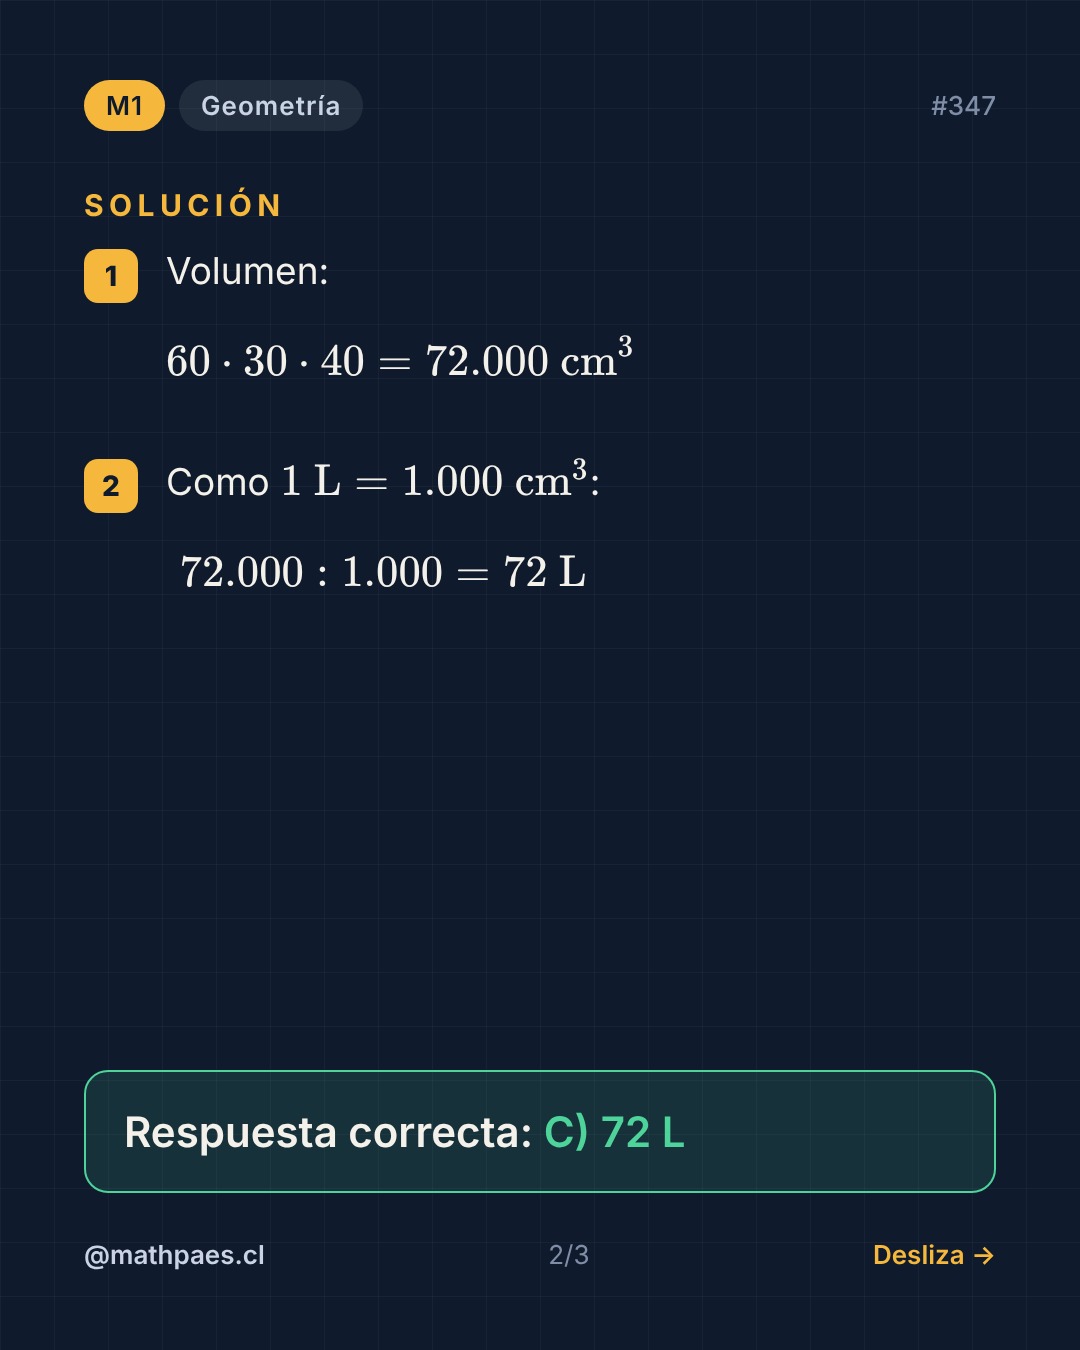 M1 Geometría #347
SOLUCIÓN
1 Volumen:
60 · 30 · 40 = 72.000 cm³
2 Como 1 L = 1.000 cm³:
72.000 : 1.000 = 72 L
Respuesta correcta: C) 72 L
@mathpaes.cl 2/3 Desliza →